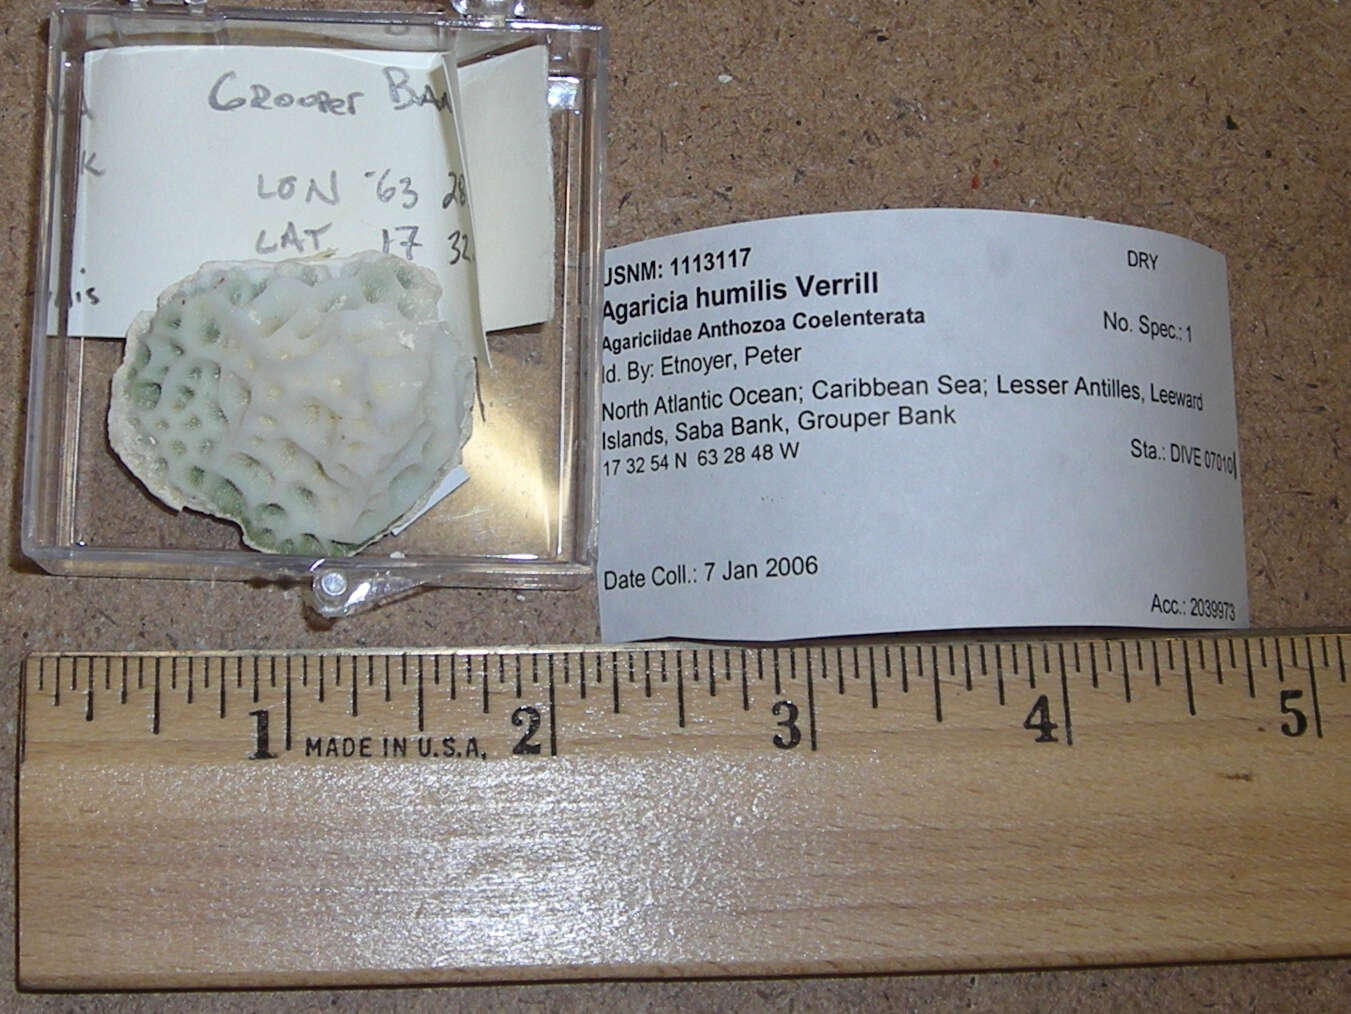 Grouper Ban
LON -63 28
LAT 17 32
K
is
USNM: 1113117
DRY
Agaricia humilis Verrill
Agariciidae Anthozoa Coelenterata
No. Spec.: 1
Id. By: Etnoyer, Peter
North Atlantic Ocean; Caribbean Sea; Lesser Antilles, Leeward
Islands, Saba Bank, Grouper Bank
17 32 54 N 63 28 48 W
Sta.: DIVE 07010
Date Coll.: 7 Jan 2006
Acc.: 2039973
1 2 3 4 5
MADE IN U.S.A.